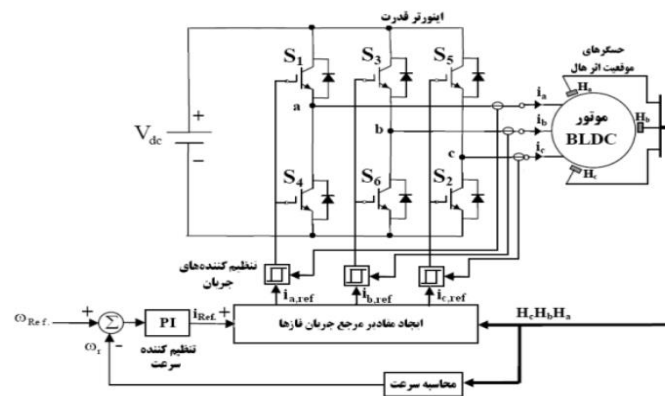 اینورتر قدرت
حسگرهای
موقعیت اثر هال
S1
S3
S5
ia
Ha
a
ib
موتور
BLDC
Hb
Vdc
b
ic
c
Hc
S4
S6
S2
تنظیم کننده‌های
جریان
ia,ref
ib,ref
ic,ref
ωRef.
PI
iRef.
ایجاد مقادیر مرجع جریان فازها
HcHbHa
ωr
تنظیم کننده
سرعت
محاسبه سرعت